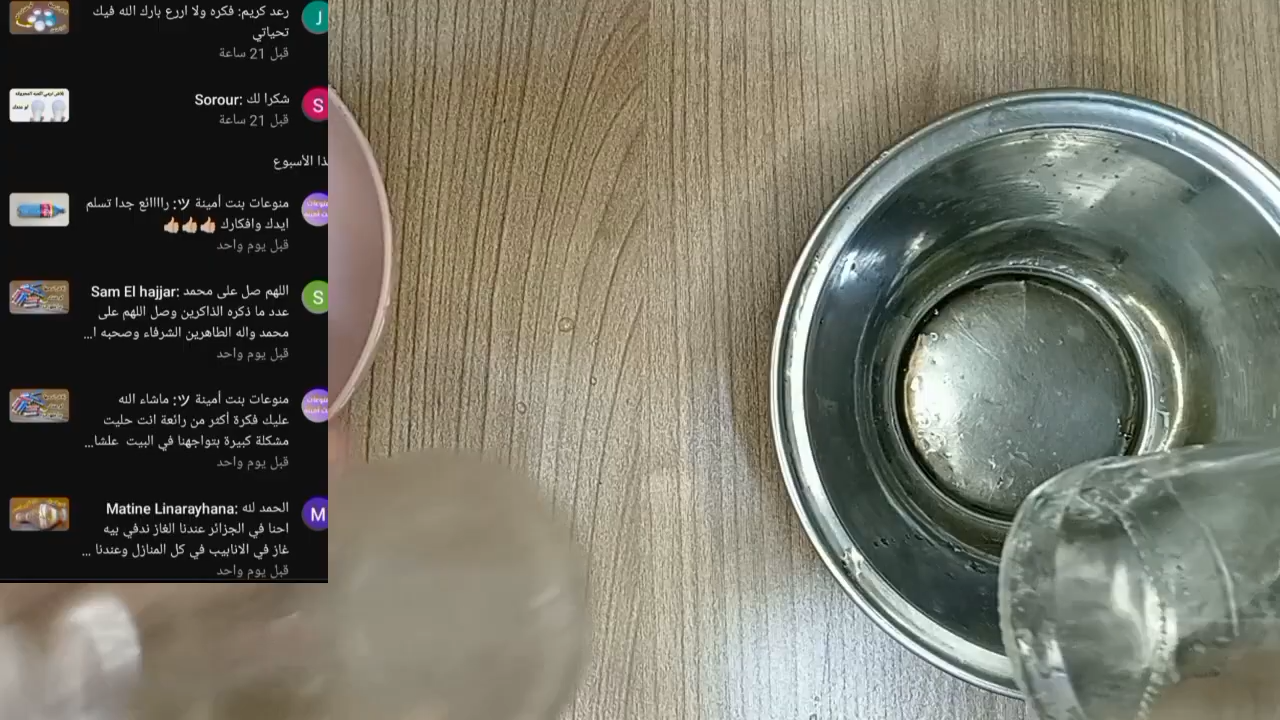 رعد كريم: فكره ولا اررع بارك الله فيك
تحياتي
قبل 21 ساعة
J
Sorour: شكرا لك
قبل 21 ساعة
S
ذا الأسبوع
منوعات بنت أمينة ツ: رااااائع جدا تسلم
ايدك وافكارك 👍🏼👍🏼👍🏼
قبل يوم واحد
Sam El hajjar: اللهم صل على محمد
عدد ما ذكره الذاكرين وصل اللهم على
محمد واله الطاهرين الشرفاء وصحبه ا...
قبل يوم واحد
S
منوعات بنت أمينة ツ: ماشاء الله
عليك فكرة أكثر من رائعة انت حليت
مشكلة كبيرة بتواجهنا في البيت علشا...
قبل يوم واحد
Matine Linarayhana: الحمد لله
احنا في الجزائر عندنا الغاز ندفي بيه
غاز في الانابيب في كل المنازل وعندنا ...
قبل يوم واحد
M